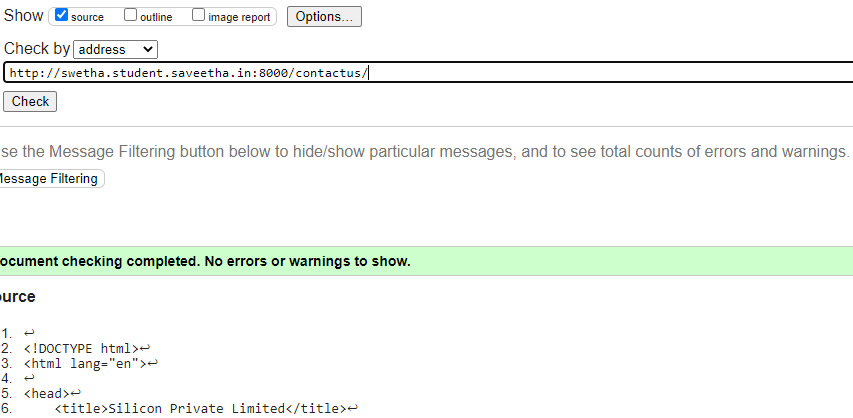 Show source outline image report Options...
Check by address
http://swetha.student.saveetha.in:8000/contactus/
Check
se the Message Filtering button below to hide/show particular messages, and to see total counts of errors and warnings.
Message Filtering
ocument checking completed. No errors or warnings to show.
ource
1. ↩
2. <!DOCTYPE html>↩
3. <html lang="en">↩
4. ↩
5. <head>↩
6. <title>Silicon Private Limited</title>↩